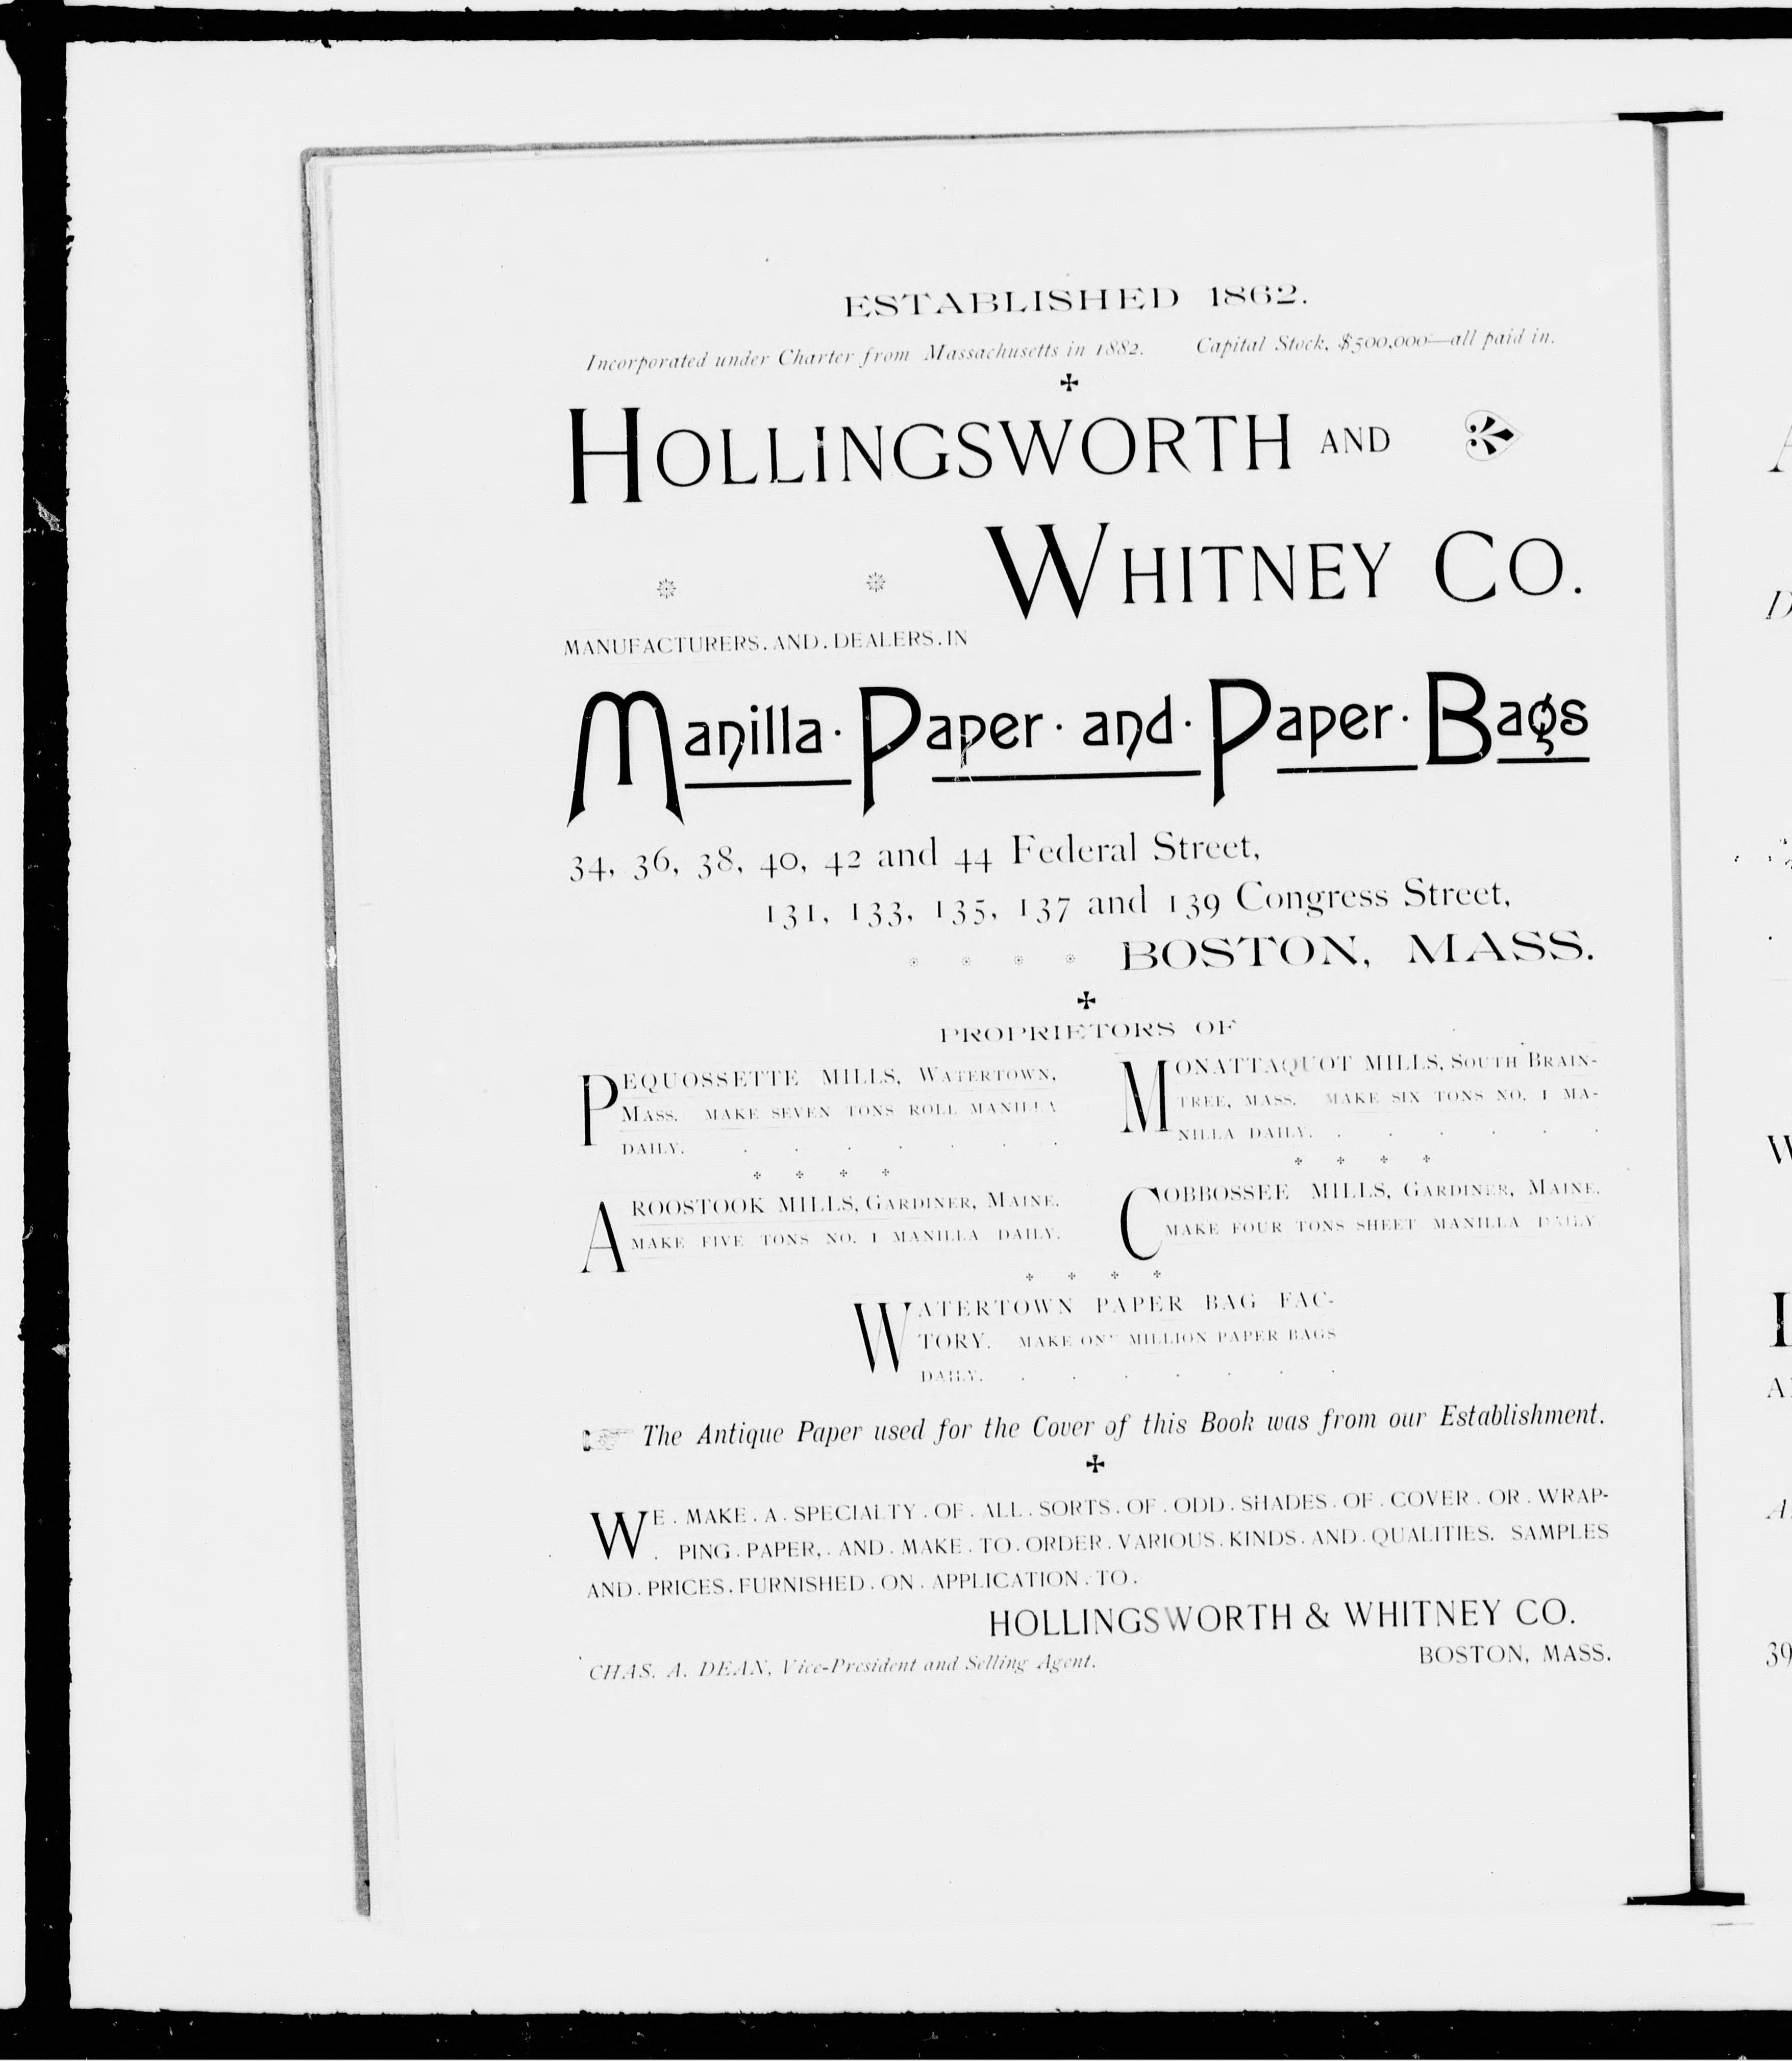 ESTABLISHED 1862.
Incorporated under Charter from Massachusetts in 1882. Capital Stock, $500,000—all paid in.
HOLLINGSWORTH AND
WHITNEY CO.
MANUFACTURERS.AND.DEALERS.IN
Manilla · Paper · and · Paper · Bags
34, 36, 38, 40, 42 and 44 Federal Street,
131, 133, 135, 137 and 139 Congress Street,
BOSTON, MASS.
PROPRIETORS OF
PEQUOSSETTE MILLS, WATERTOWN,
MASS. MAKE SEVEN TONS ROLL MANILLA
DAILY.
MONATTAQUOT MILLS, SOUTH BRAIN-
TREE, MASS. MAKE SIX TONS NO. 1 MA-
NILLA DAILY.
AROOSTOOK MILLS, GARDINER, MAINE.
MAKE FIVE TONS NO. 1 MANILLA DAILY.
COBBOSSEE MILLS, GARDINER, MAINE.
MAKE FOUR TONS SHEET MANILLA DAILY.
WATERTOWN PAPER BAG FAC-
TORY. MAKE ONE MILLION PAPER BAGS
DAILY.
The Antique Paper used for the Cover of this Book was from our Establishment.
WE . MAKE . A . SPECIALTY . OF . ALL . SORTS . OF . ODD . SHADES . OF . COVER . OR . WRAP-
PING . PAPER, . AND . MAKE . TO . ORDER . VARIOUS . KINDS . AND . QUALITIES. SAMPLES
AND . PRICES . FURNISHED . ON . APPLICATION . TO .
HOLLINGSWORTH & WHITNEY CO.
CHAS. A. DEAN, Vice-President and Selling Agent. BOSTON, MASS.